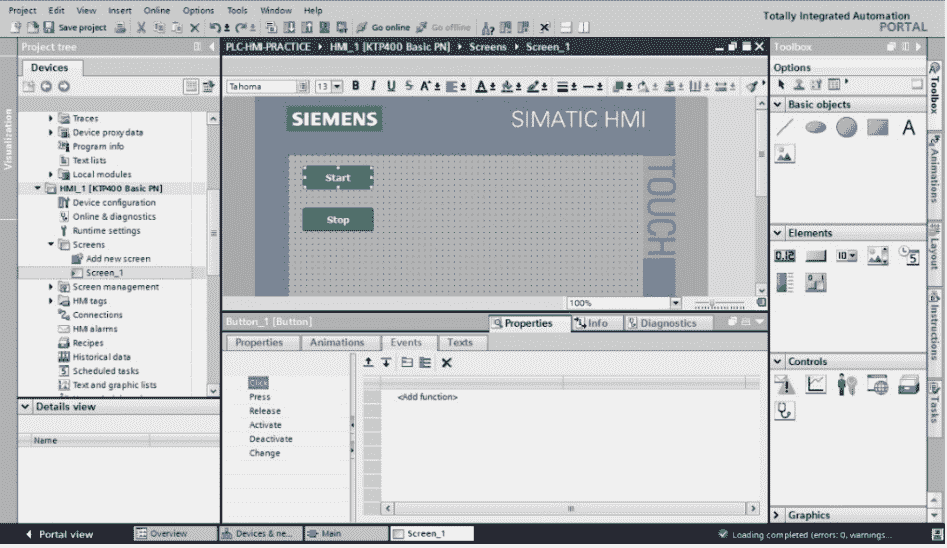 Project Edit View Insert Online Options Tools Window Help
Totally Integrated Automation
PORTAL
Save project
Go online
Go offline
Project tree
PLC-HMI-PRACTICE HMI_1 [KTP400 Basic PN] Screens Screen_1
Toolbox
Devices
Options
Tahoma 13 B I U S A
Visualization
Traces
Device proxy data
Program info
Text lists
Local modules
HMI_1 [KTP400 Basic PN]
Device configuration
Online & diagnostics
Runtime settings
Screens
Add new screen
Screen_1
Screen management
HMI tags
Connections
HMI alarms
Recipes
Historical data
Scheduled tasks
Text and graphic lists
Details view
Name
SIEMENS
SIMATIC HMI
TOUCH
Start
Stop
100%
Button_1 [Button]
Properties
Info
Diagnostics
Properties Animations Events Texts
Click
Press
Release
Activate
Deactivate
Change
<Add function>
Basic objects
A
Elements
0.12
10
5
Controls
Graphics
Toolbox
Animations
Layout
Instructions
Tasks
Portal view
Overview
Devices & ne...
Main
Screen_1
Loading completed (errors: 0, warnings...